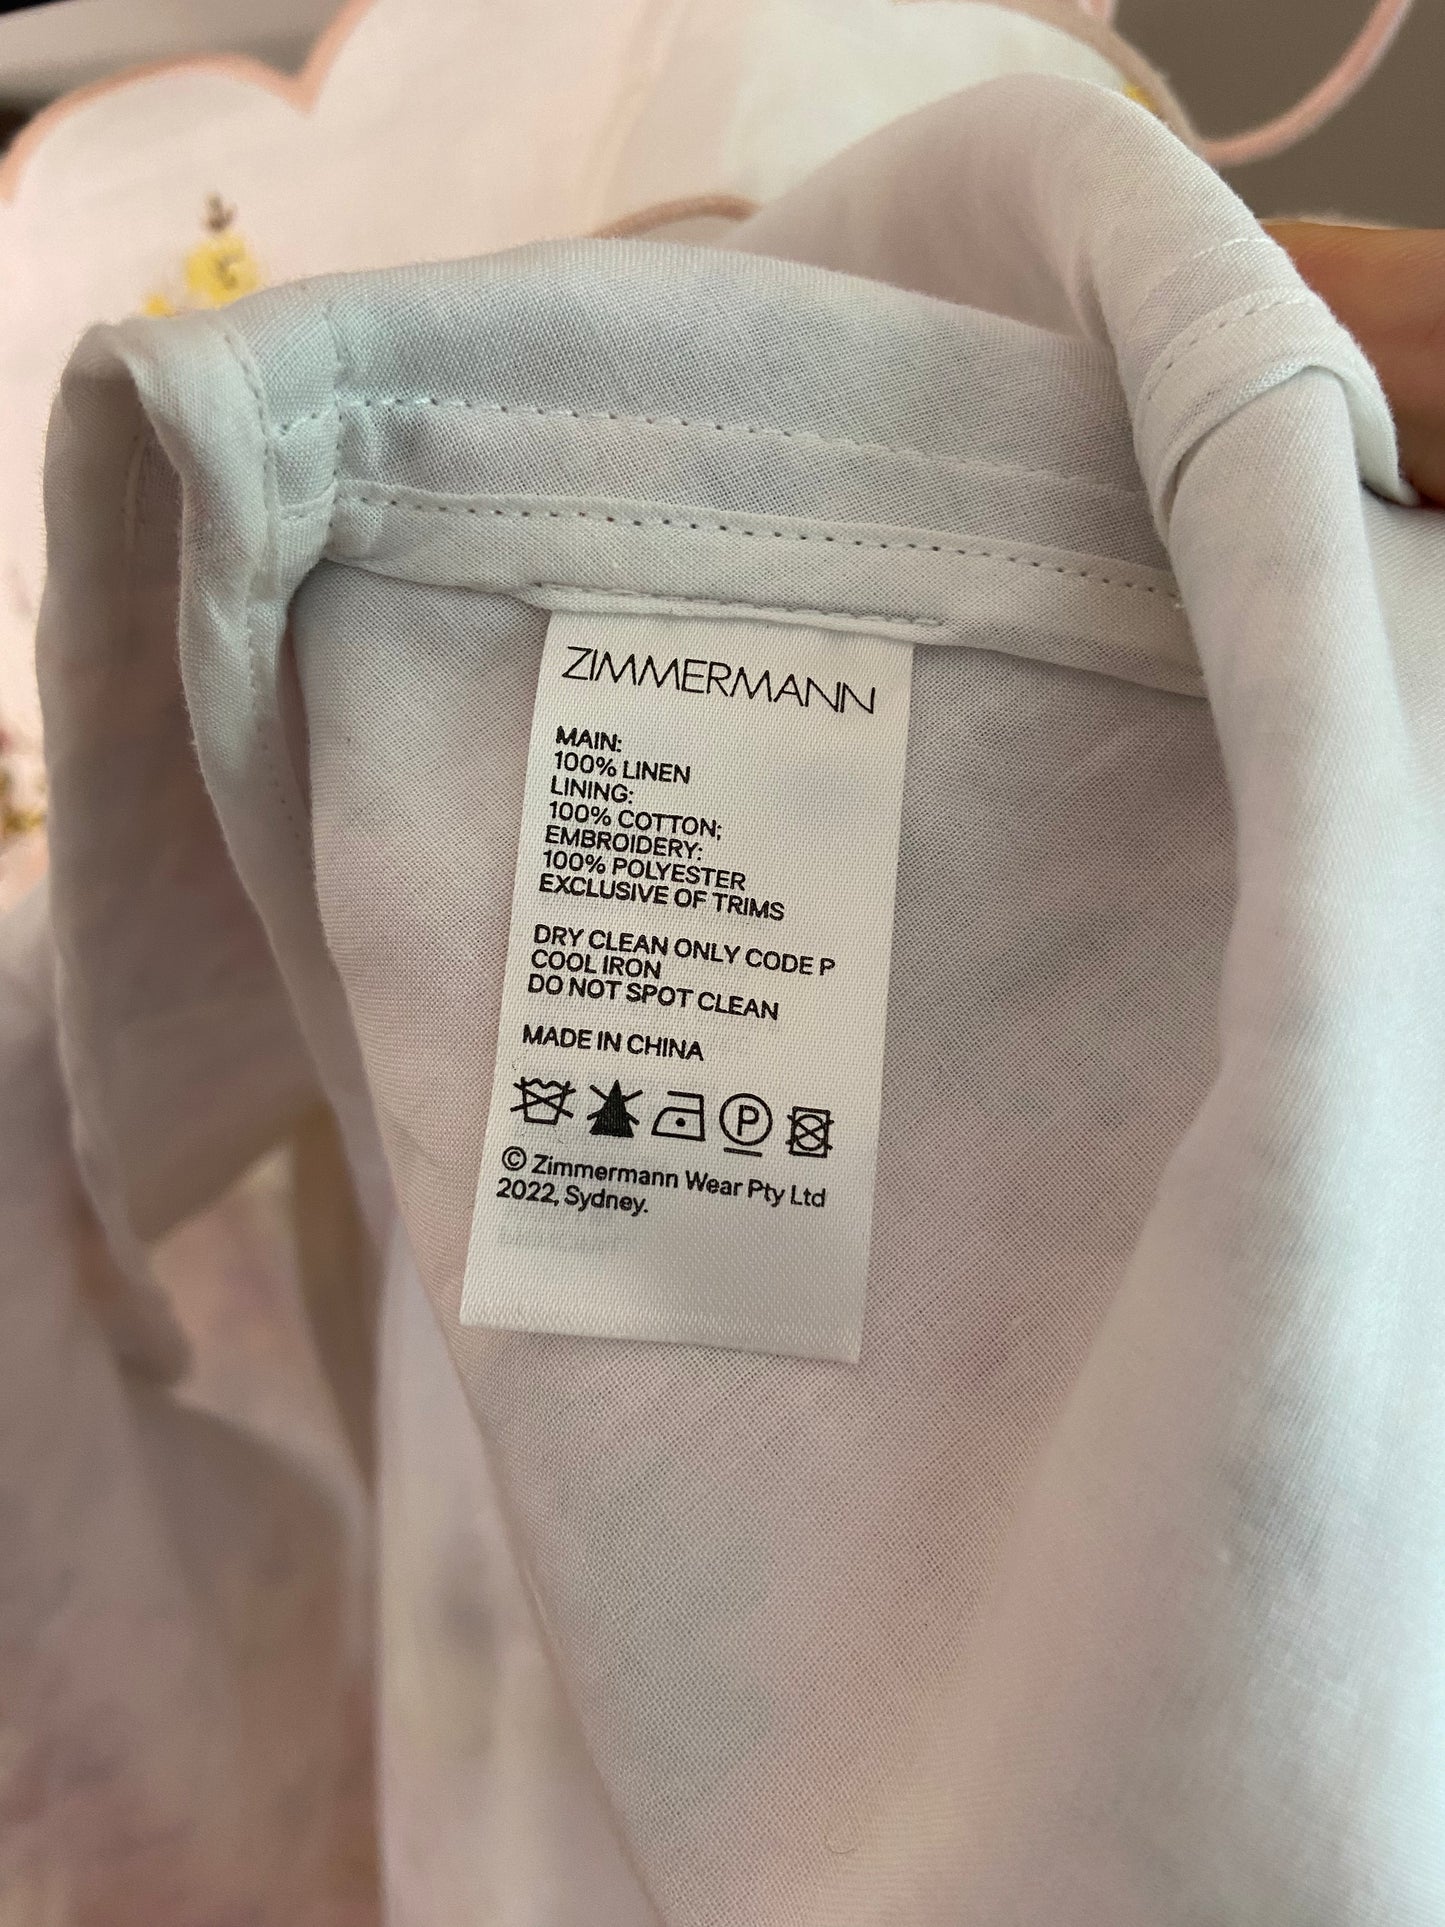 ZIMMERMANN
MAIN:
100% LINEN
LINING:
100% COTTON;
EMBROIDERY:
100% POLYESTER
EXCLUSIVE OF TRIMS
DRY CLEAN ONLY CODE P
COOL IRON
DO NOT SPOT CLEAN
MADE IN CHINA
P
© Zimmermann Wear Pty Ltd
2022, Sydney.